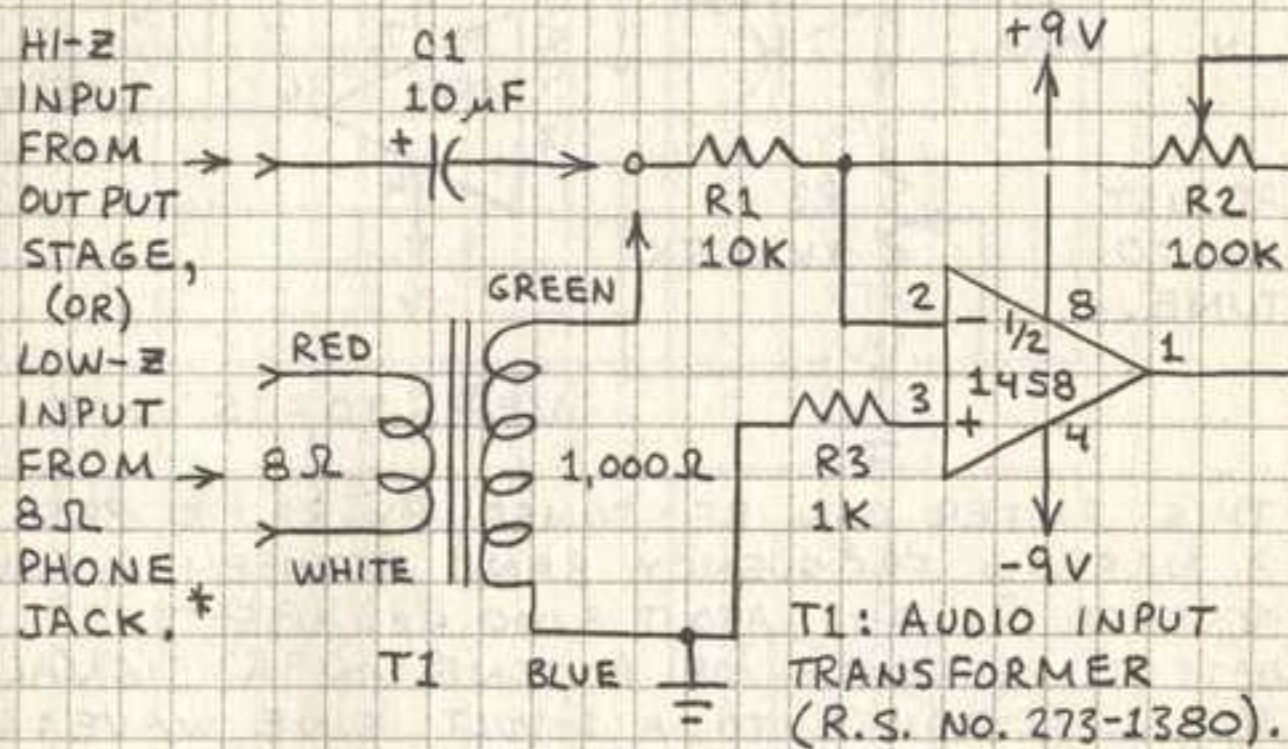 HI-Z
INPUT
FROM
OUTPUT
STAGE,
(OR)
LOW-Z
INPUT
FROM
8Ω
PHONE
JACK.*
C1
10µF
+
R1
10K
+9V
R2
100K
GREEN
RED
8Ω
WHITE
1,000Ω
T1
BLUE
2
-
1/2
8
1458
1
3
+
4
R3
1K
-9V
T1: AUDIO INPUT
TRANSFORMER
(R.S. NO. 273-1380).